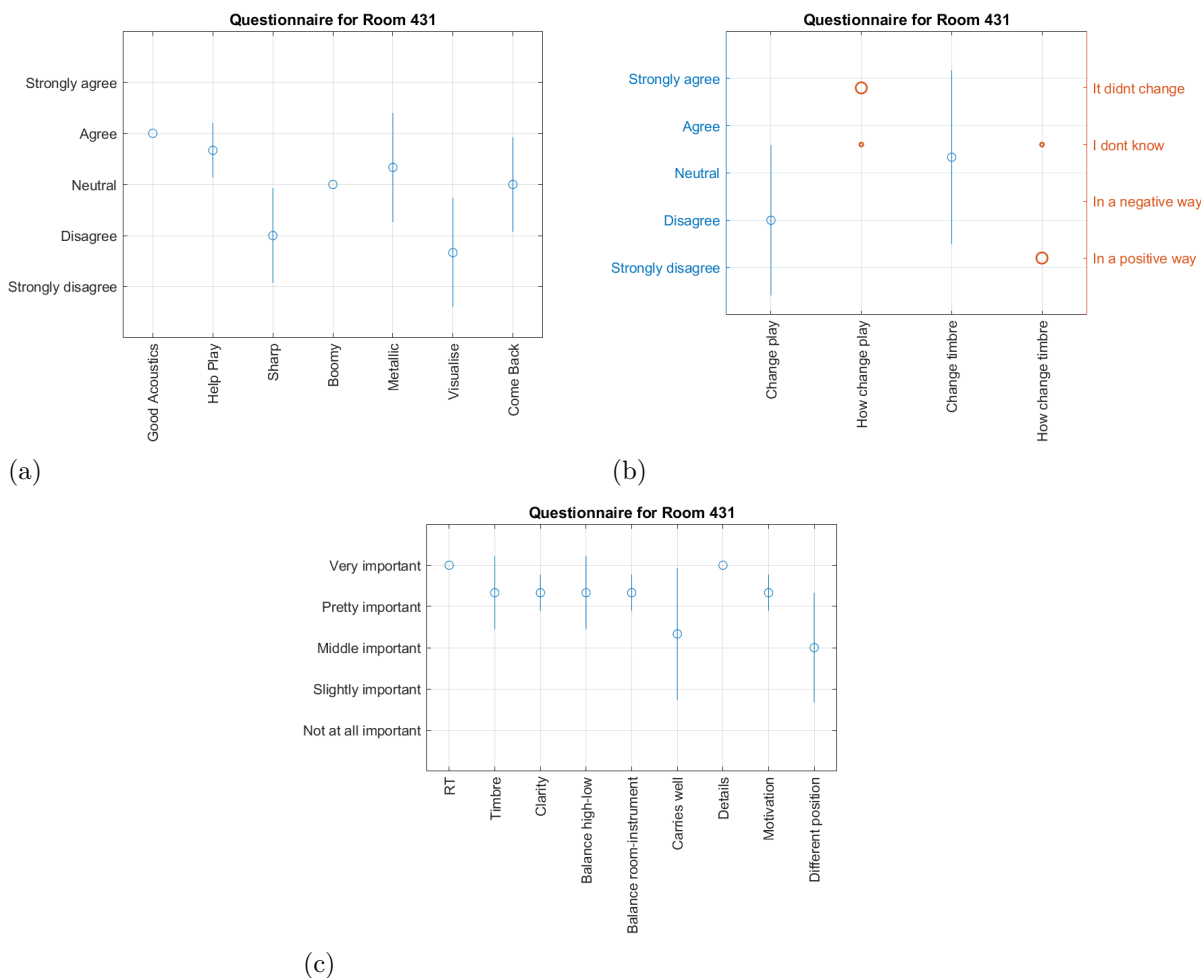 Questionnaire for Room 431
Strongly agree
Agree
Neutral
Disagree
Strongly disagree
Good Acoustics
Help Play
Sharp
Boomy
Metallic
Visualise
Come Back
(a)
Questionnaire for Room 431
Strongly agree
Agree
Neutral
Disagree
Strongly disagree
It didnt change
I dont know
In a negative way
In a positive way
Change play
How change play
Change timbre
How change timbre
(b)
Questionnaire for Room 431
Very important
Pretty important
Middle important
Slightly important
Not at all important
RT
Timbre
Clarity
Balance high-low
Balance room-instrument
Carries well
Details
Motivation
Different position
(c)